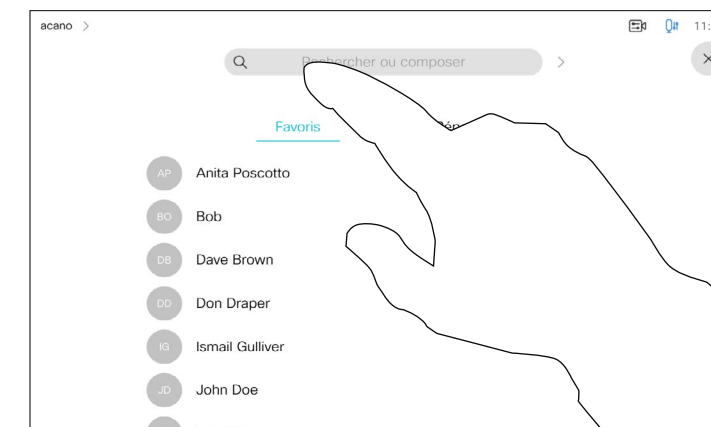 acano >
11:
Rechercher ou composer >
Favoris
AP Anita Poscotto
BO Bob
DB Dave Brown
DD Don Draper
IG Ismail Gulliver
JD John Doe